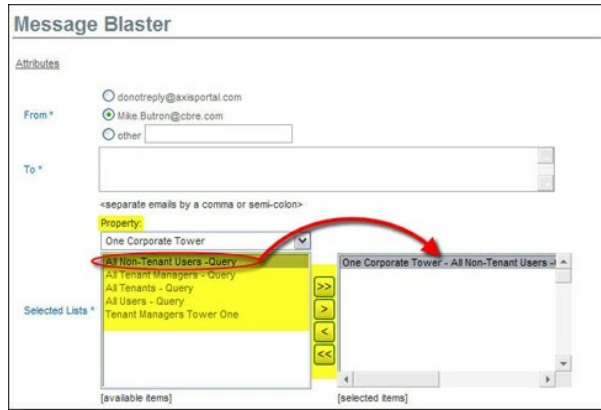 Message Blaster
Attributes
From *
donotreply@axisportal.com
Mike.Butron@cbre.com
other
To *
<separate emails by a comma or semi-colon>
Property:
One Corporate Tower
Selected Lists *
All Non-Tenant Users -Query
All Tenant Managers - Query
All Tenants - Query
All Users - Query
Tenant Managers Tower One
>>
>
<
<<
One Corporate Tower - All Non-Tenant Users -
[available items]
[selected items]